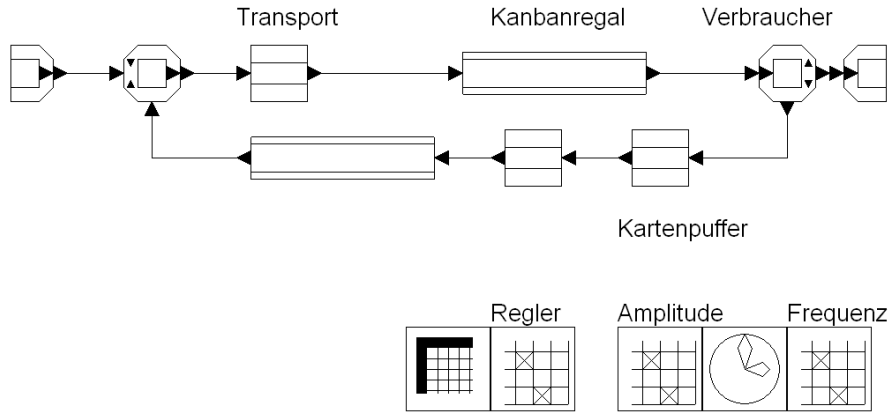 Transport Kanbanregal Verbraucher
Kartenpuffer
Regler Amplitude Frequenz